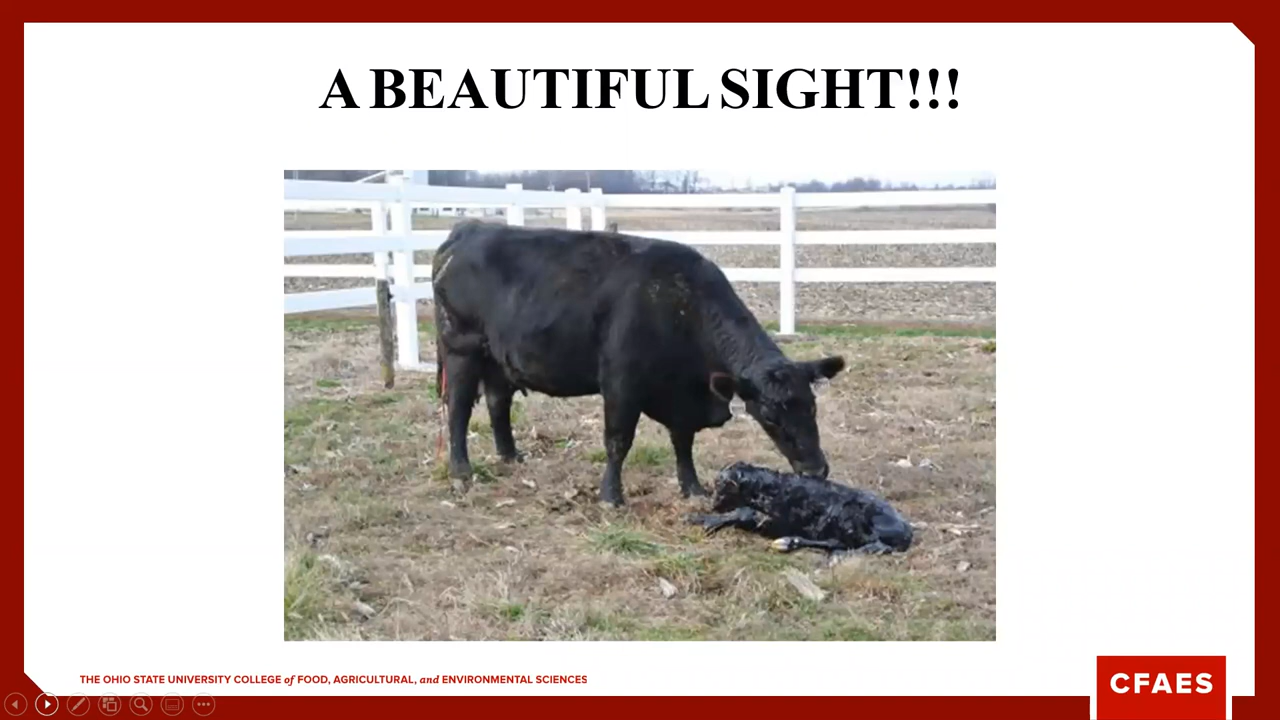 A BEAUTIFUL SIGHT!!!
THE OHIO STATE UNIVERSITY COLLEGE of FOOD, AGRICULTURAL, and ENVIRONMENTAL SCIENCES
CFAES